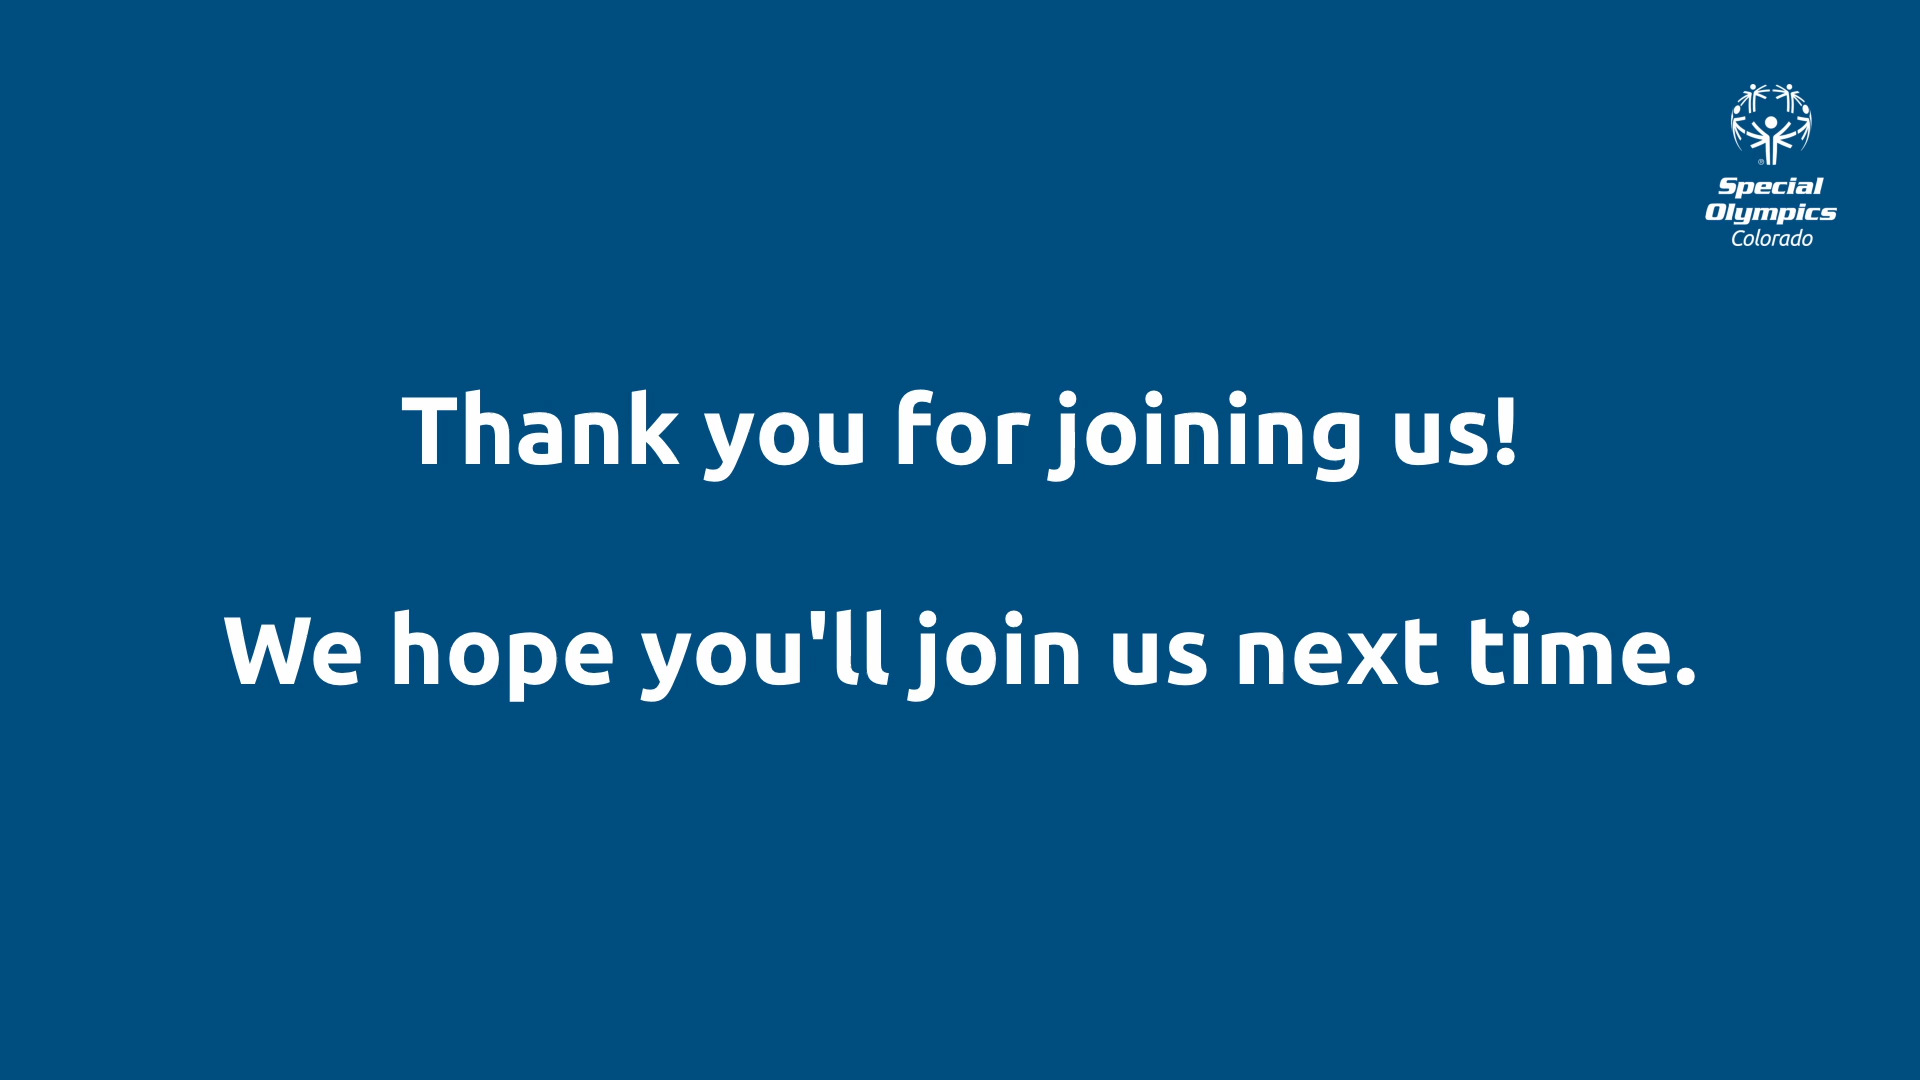 Special
Olympics
Colorado
Thank you for joining us!
We hope you'll join us next time.